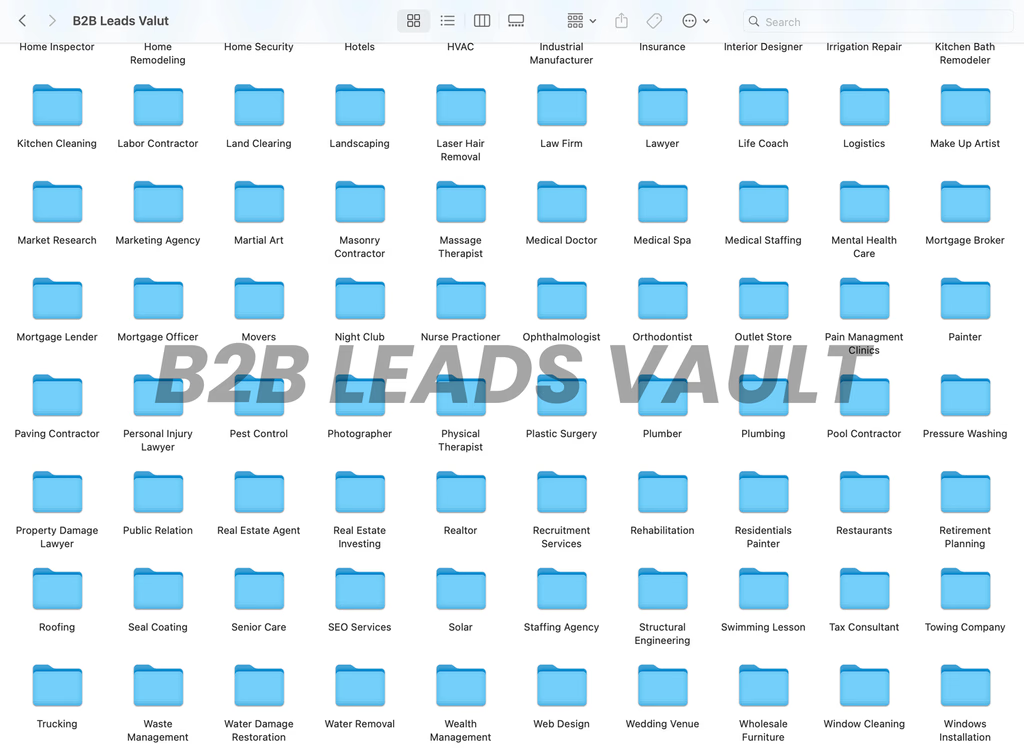 B2B Leads Valut
Search
Home Inspector
Home
Remodeling
Home Security
Hotels
HVAC
Industrial
Manufacturer
Insurance
Interior Designer
Irrigation Repair
Kitchen Bath
Remodeler
Kitchen Cleaning
Labor Contractor
Land Clearing
Landscaping
Laser Hair
Removal
Law Firm
Lawyer
Life Coach
Logistics
Make Up Artist
Market Research
Marketing Agency
Martial Art
Masonry
Contractor
Massage
Therapist
Medical Doctor
Medical Spa
Medical Staffing
Mental Health
Care
Mortgage Broker
Mortgage Lender
Mortgage Officer
Movers
Night Club
Nurse Practioner
Ophthalmologist
Orthodontist
Outlet Store
Pain Managment
Clinics
Painter
B2B LEADS VAULT
Paving Contractor
Personal Injury
Lawyer
Pest Control
Photographer
Physical
Therapist
Plastic Surgery
Plumber
Plumbing
Pool Contractor
Pressure Washing
Property Damage
Lawyer
Public Relation
Real Estate Agent
Real Estate
Investing
Realtor
Recruitment
Services
Rehabilitation
Residentials
Painter
Restaurants
Retirement
Planning
Roofing
Seal Coating
Senior Care
SEO Services
Solar
Staffing Agency
Structural
Engineering
Swimming Lesson
Tax Consultant
Towing Company
Trucking
Waste
Management
Water Damage
Restoration
Water Removal
Wealth
Management
Web Design
Wedding Venue
Wholesale
Furniture
Window Cleaning
Windows
Installation